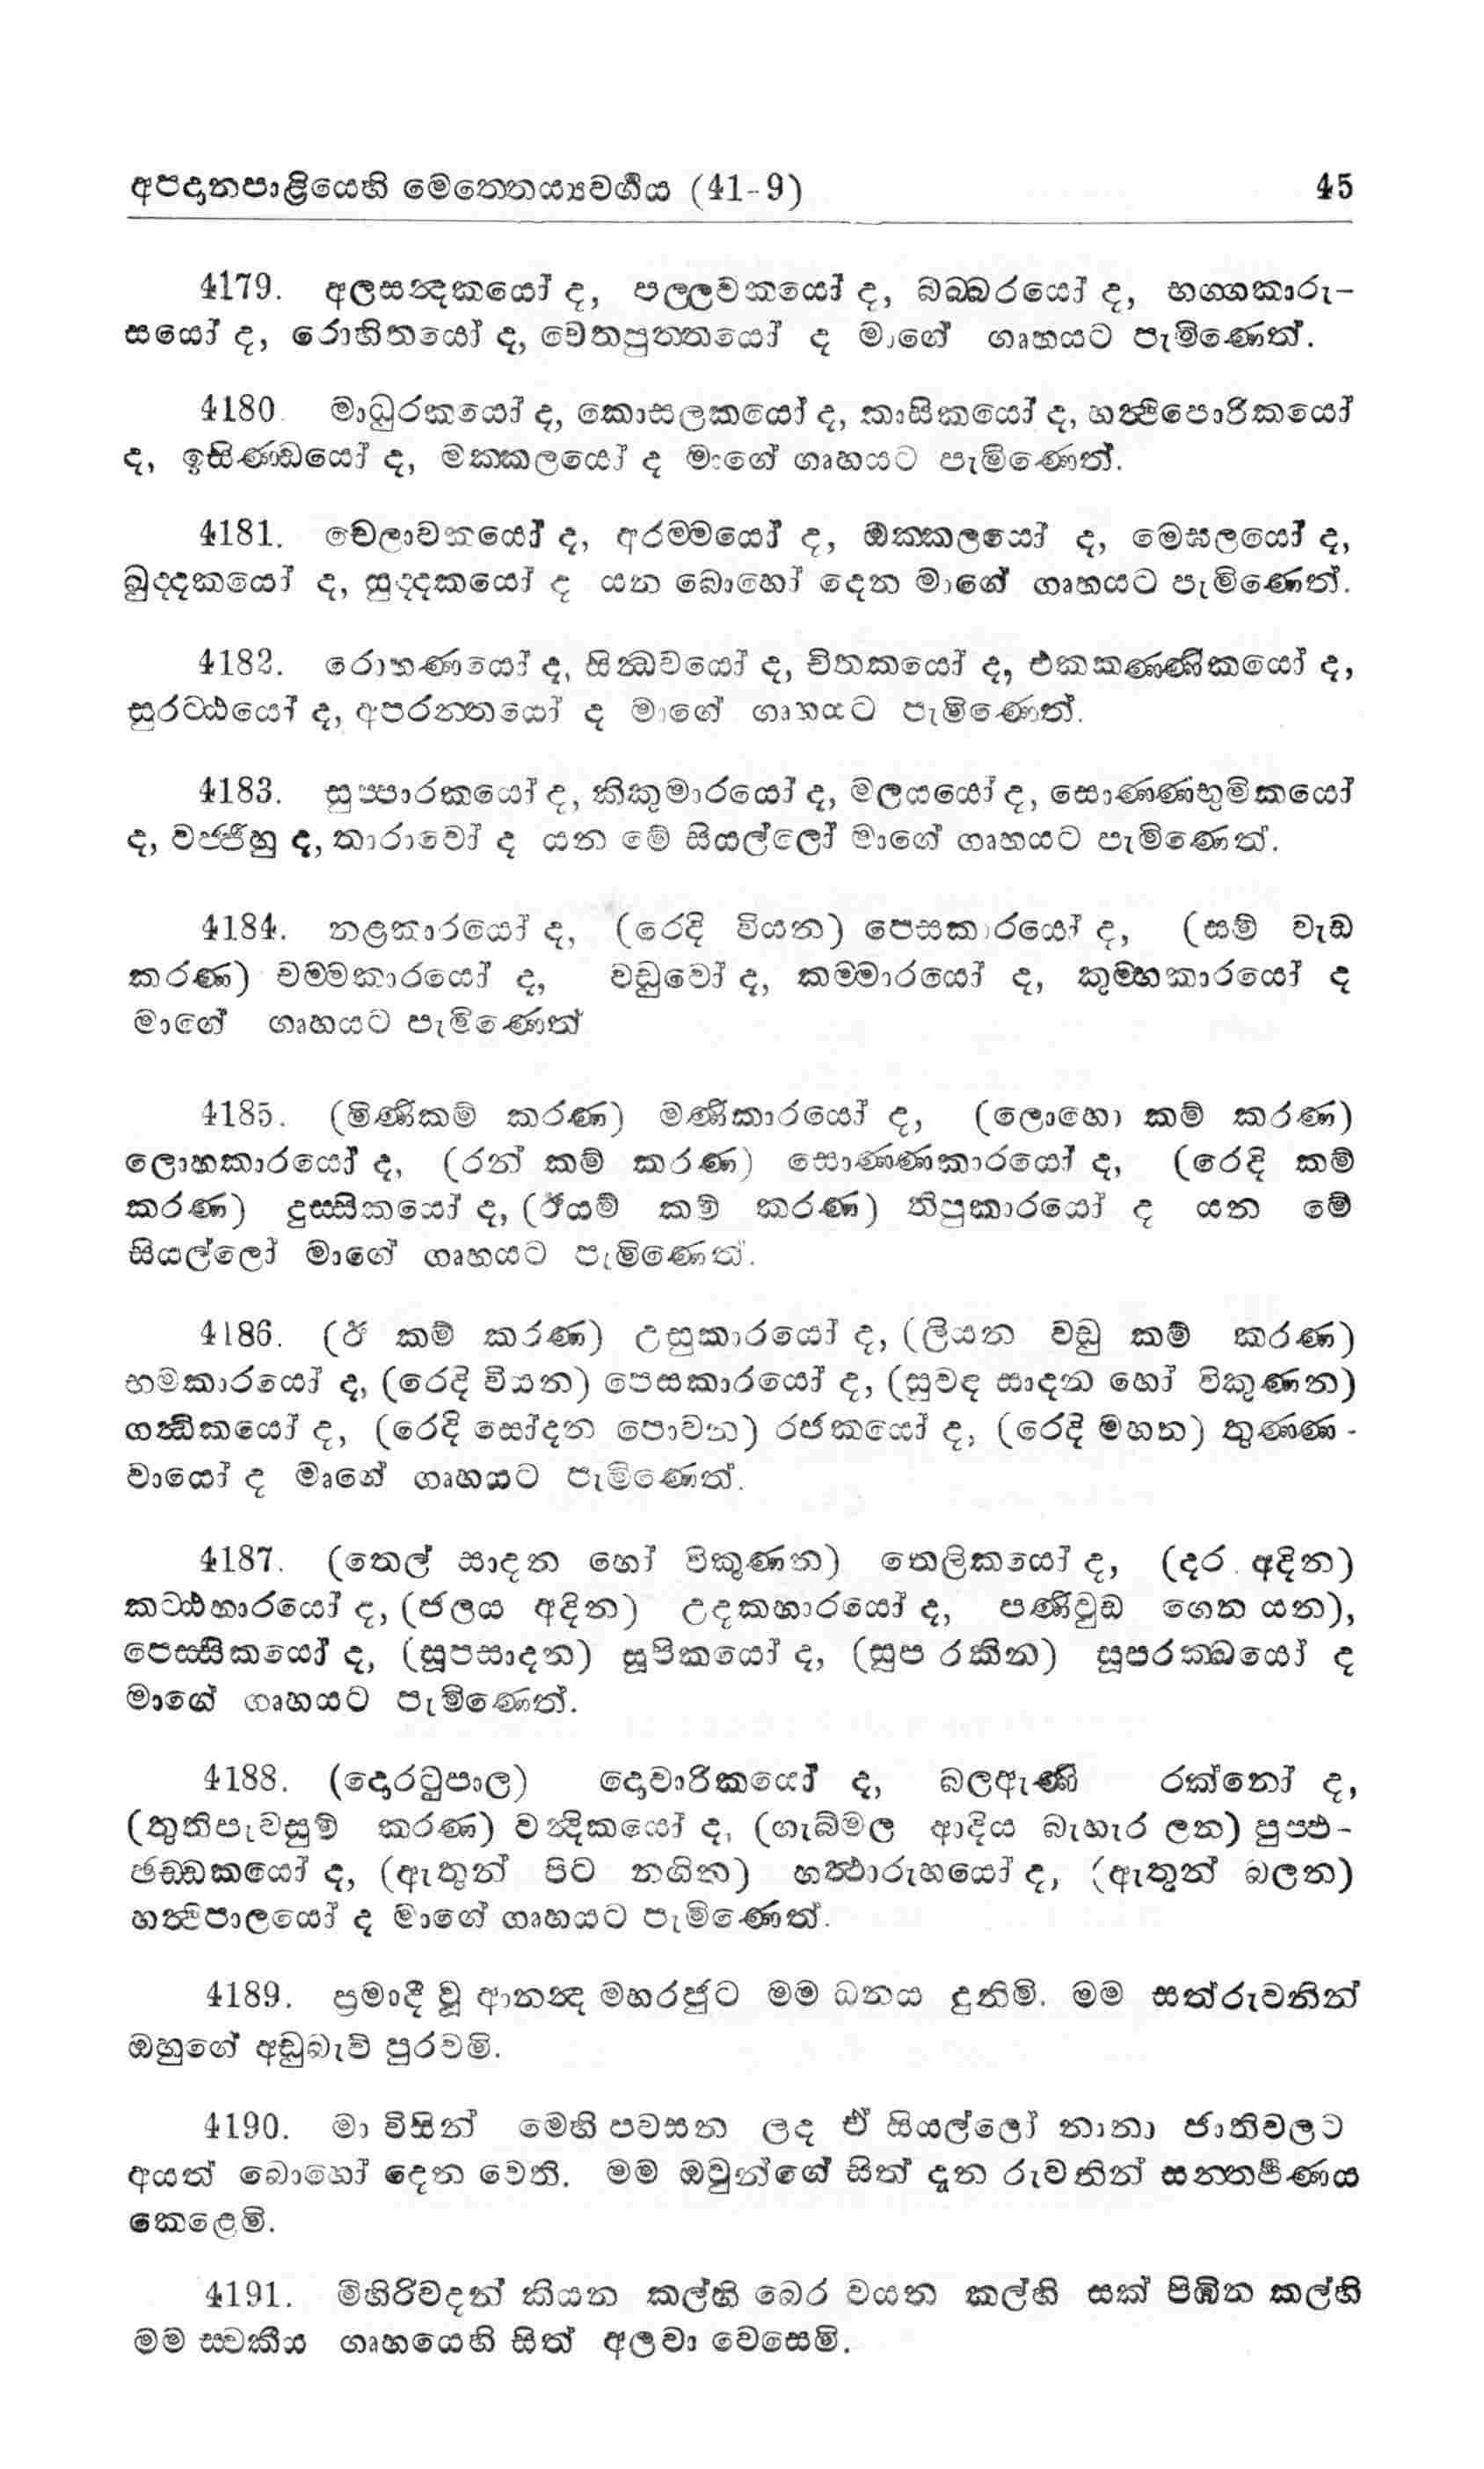 අපදානපාළියෙහි මෙත්තෙය්‍යවර්ගය (41-9) 45
4179. අලසන්දකයෝ ද, පල්ලවකයෝ ද, බබ්බරයෝ ද, භග්ගකාරු-
සයෝ ද, රොහිතයෝ ද, චෙතපුත්තයෝ ද මාගේ ගෘහයට පැමිණෙත්.
4180. මාධුරකයෝ ද, කොසලකයෝ ද, කාසිකයෝ ද, හත්ථිපොරිකයෝ
ද, ඉසිණ්ඩයෝ ද, මක්කලයෝ ද මාගේ ගෘහයට පැමිණෙත්.
4181. චෙලාවකයෝ ද, අරම්මයෝ ද, ඔක්කලයෝ ද, මෙඝලයෝ ද,
ඛුද්දකයෝ ද, සුද්දකයෝ ද යන බොහෝ දෙන මාගේ ගෘහයට පැමිණෙත්.
4182. රොහණයෝ ද, සින්ධවයෝ ද, චිතකයෝ ද, එකකණ්ණිකයෝ ද,
සුරට්ඨයෝ ද, අපරන්තයෝ ද මාගේ ගෘහයට පැමිණෙත්.
4183. සුප්පාරකයෝ ද, කිකුමාරයෝ ද, මලයයෝ ද, සොණ්ණභුමිකයෝ
ද, වජ්ජීහු ද, තාරාවෝ ද යන මේ සියල්ලෝ මාගේ ගෘහයට පැමිණෙත්.
4184. නළකාරයෝ ද, (රෙදි වියන) පෙසකාරයෝ ද, (සම් වැඩ
කරණ) චම්මකාරයෝ ද, වඩුවෝ ද, කම්මාරයෝ ද, කුම්භකාරයෝ ද
මාගේ ගෘහයට පැමිණෙත්
4185. (මිණිකම් කරණ) මණිකාරයෝ ද, (ලොහො කම් කරණ)
ලොහකාරයෝ ද, (රන් කම් කරණ) සොණ්ණකාරයෝ ද, (රෙදි කම්
කරණ) දුස්සිකයෝ ද, (ඊයම් කම් කරණ) තිපුකාරයෝ ද යන මේ
සියල්ලෝ මාගේ ගෘහයට පැමිණෙත්.
4186. (ඊ කම් කරණ) උසුකාරයෝ ද, (ලියන වඩු කම් කරණ)
භමකාරයෝ ද, (රෙදි වියන) පෙසකාරයෝ ද, (සුවඳ සාදන හෝ විකුණන)
ගන්ධිකයෝ ද, (රෙදි සෝදන පොවන) රජකයෝ ද, (රෙදි මහන) තුණ්ණ-
වායෝ ද මාගේ ගෘහයට පැමිණෙත්.
4187. (තෙල් සාදන හෝ විකුණන) තෙලිකයෝ ද, (දර අදින)
කට්ඨහාරයෝ ද, (ජලය අදින) උදකහාරයෝ ද, පණිවුඩ ගෙන යන),
පෙස්සිකයෝ ද, (සූපසාදන) සූපිකයෝ ද, (සුප රකින) සූපරක්ඛයෝ ද
මාගේ ගෘහයට පැමිණෙත්.
4188. (දොරටුපාල) දොවාරිකයෝ ද, බලඇණි රක්නෝ ද,
(තුතිපැවසුම් කරණ) වන්දිකයෝ ද, (ගැබ්මල ආදිය බැහැර ලන) පුප්ඵ-
ඡඩ්ඩකයෝ ද, (ඇතුන් පිට නගින) හත්ථාරුහයෝ ද, (ඇතුන් බලන)
හත්ථිපාලයෝ ද මාගේ ගෘහයට පැමිණෙත්.
4189. ප්‍රමාදී වූ ආනන්ද මහරජුට මම ධනය දුනිමි. මම සත්රුවනින්
ඔහුගේ අඩුබැව් පුරවමි.
4190. මා විසින් මෙහි පවසන ලද ඒ සියල්ලෝ නානා ජාතිවලට
අයත් බොහෝ දෙන වෙති. මම ඔවුන්ගේ සිත් දැන රුවනින් සන්තර්පණය
කෙළෙමි.
4191. මිහිරිවදන් කියන කල්හි බෙර වයන කල්හි සක් පිඹින කල්හි
මම ස්වකීය ගෘහයෙහි සිත් අලවා වෙසෙමි.